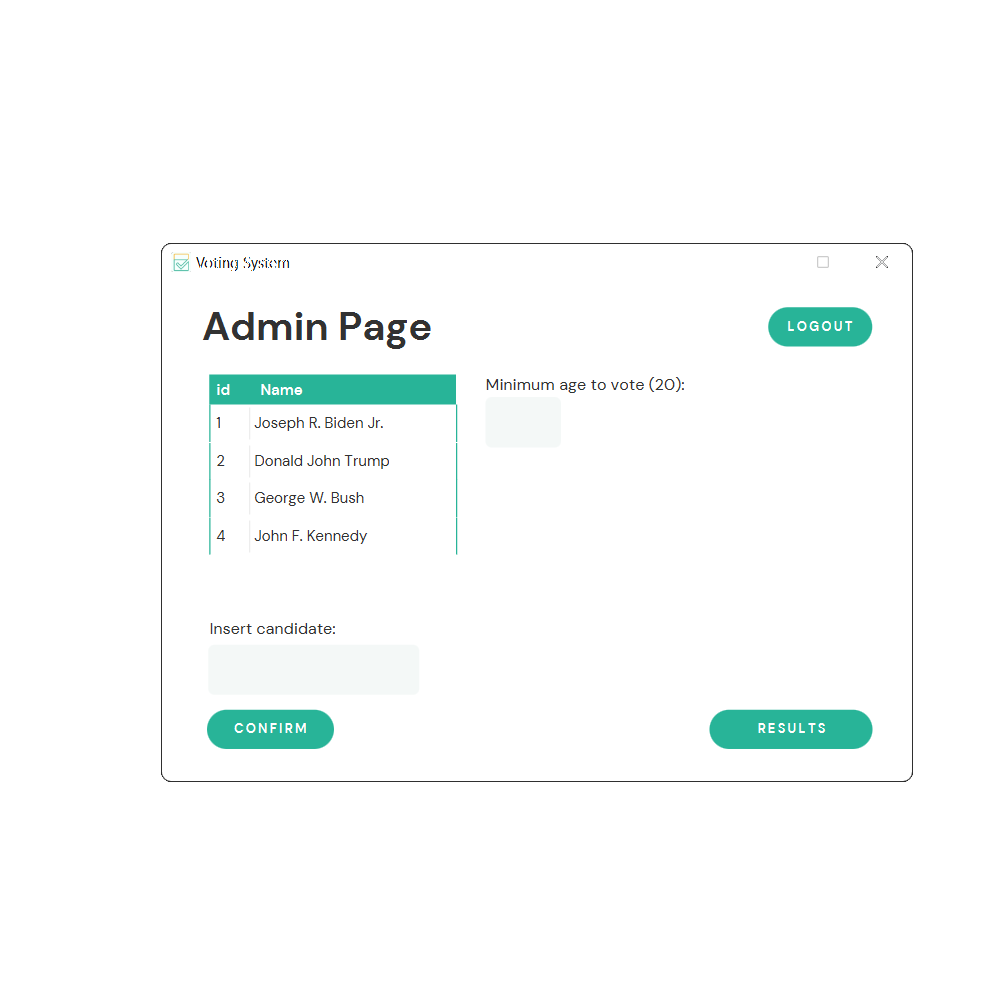 Voting System
Admin Page
LOGOUT
id Name
1 Joseph R. Biden Jr.
2 Donald John Trump
3 George W. Bush
4 John F. Kennedy
Minimum age to vote (20):
Insert candidate:
CONFIRM
RESULTS